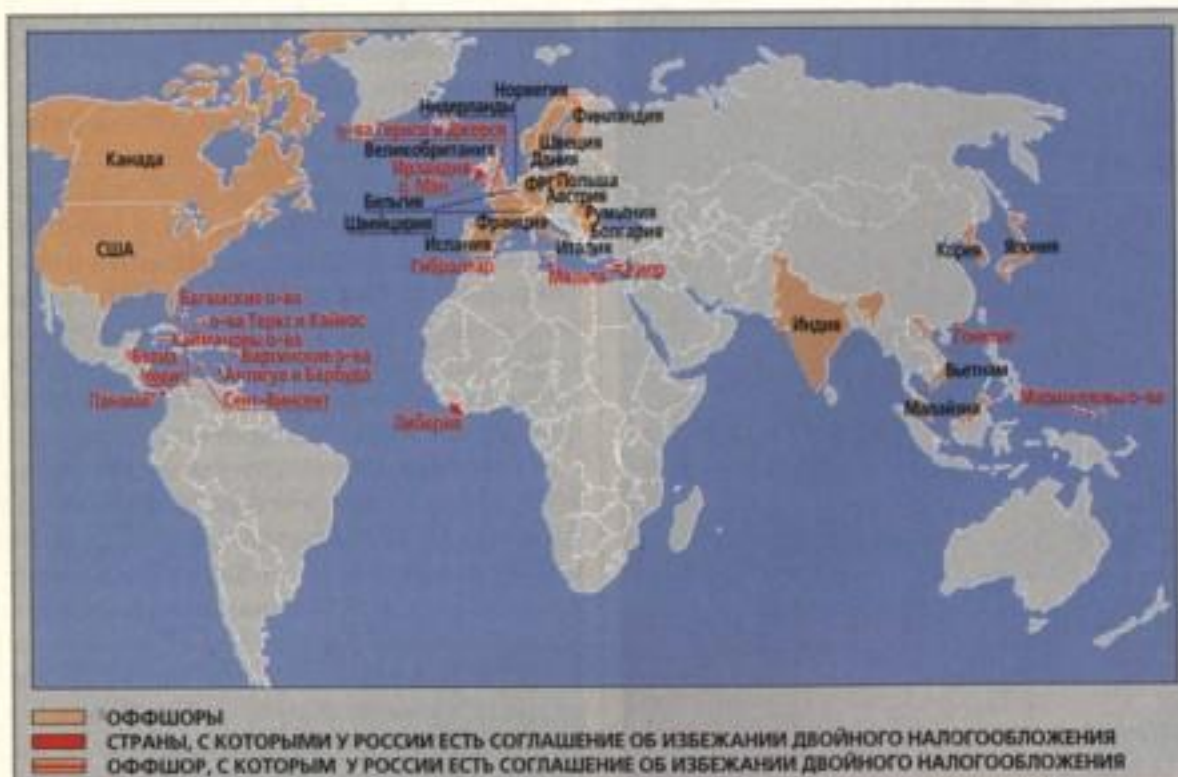 Норвегия
Нидерланды
Финляндия
о-ва Гернси и Джерси
Швеция
Великобритания
Дания
Ирландия
о. Мэн
ФРГ
Польша
Австрия
Бельгия
Румыния
Швейцария
Франция
Болгария
Испания
Италия
Гибралтар
Мальта
Кипр
Канада
США
Багамские о-ва
о-ва Теркс и Кайкос
Каймановы о-ва
Виргинские о-ва
Антигуа и Барбуда
Панама
Сент-Винсент
Либерия
Корея
Япония
Индия
Гонконг
Вьетнам
Малайзия
Маршалловы о-ва
ОФФШОРЫ
СТРАНЫ, С КОТОРЫМИ У РОССИИ ЕСТЬ СОГЛАШЕНИЕ ОБ ИЗБЕЖАНИИ ДВОЙНОГО НАЛОГООБЛОЖЕНИЯ
ОФФШОР, С КОТОРЫМ У РОССИИ ЕСТЬ СОГЛАШЕНИЕ ОБ ИЗБЕЖАНИИ ДВОЙНОГО НАЛОГООБЛОЖЕНИЯ